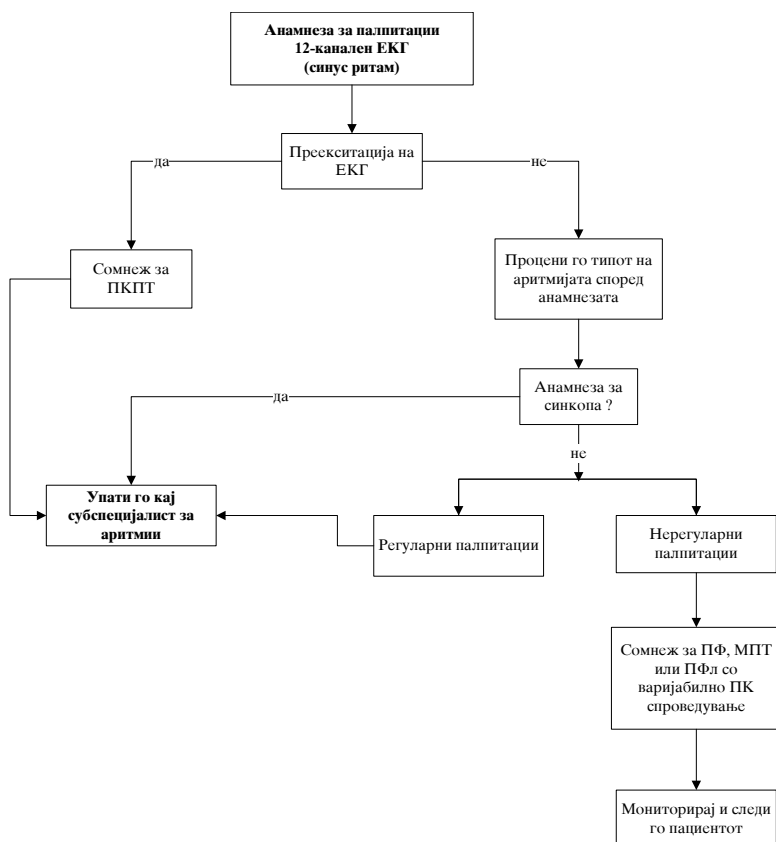 Анамнеза за палпитации
12-канален ЕКГ
(синус ритам)
Преекситација на
ЕКГ
да
не
Сомнеж за
ПКПТ
Процени го типот на
аритмијата според
анамнезата
Анамнеза за
синкопа ?
да
не
Упати го кај
субспецијалист за
аритмии
Регуларни палпитации
Нерегуларни
палпитации
Сомнеж за ПФ, МПТ
или ПФл со
варијабилно ПК
спроведување
Мониторирај и следи
го пациентот